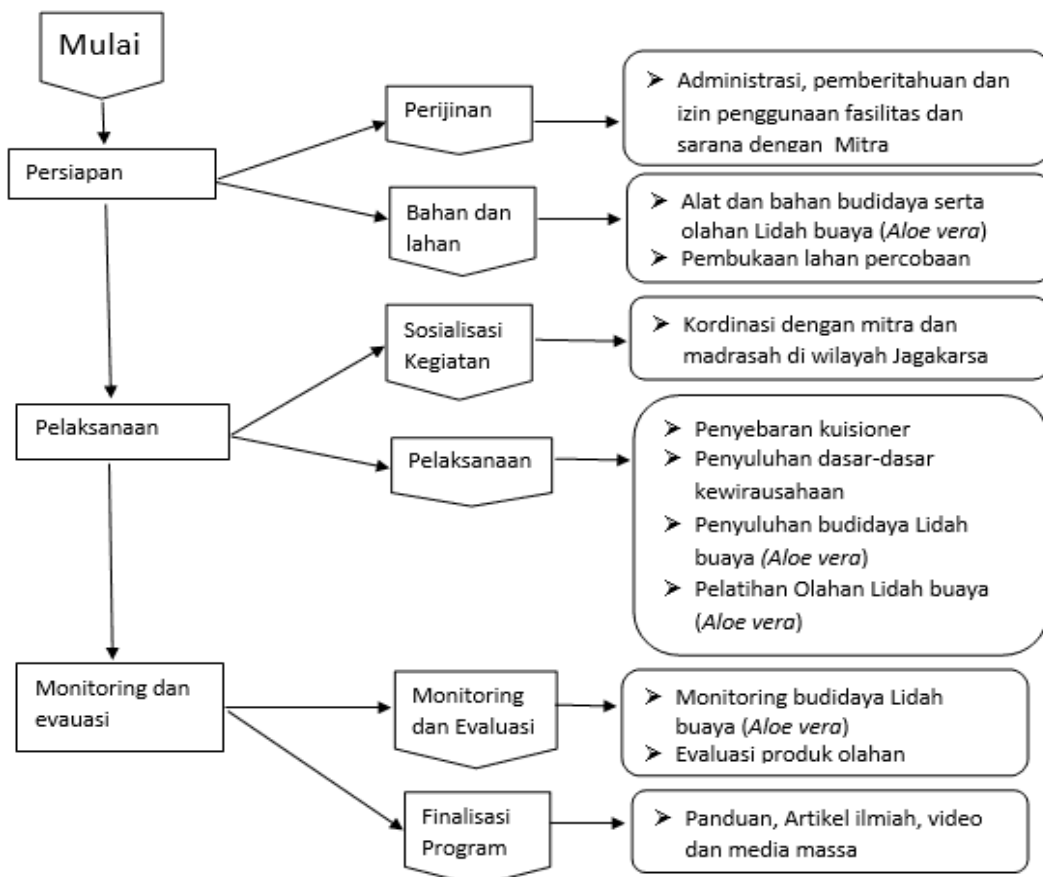 Mulai
Persiapan
Perijinan
➤ Administrasi, pemberitahuan dan
izin penggunaan fasilitas dan
sarana dengan Mitra
Bahan dan
lahan
➤ Alat dan bahan budidaya serta
olahan Lidah buaya (Aloe vera)
➤ Pembukaan lahan percobaan
Pelaksanaan
Sosialisasi
Kegiatan
➤ Kordinasi dengan mitra dan
madrasah di wilayah Jagakarsa
Pelaksanaan
➤ Penyebaran kuisioner
➤ Penyuluhan dasar-dasar
kewirausahaan
➤ Penyuluhan budidaya Lidah
buaya (Aloe vera)
➤ Pelatihan Olahan Lidah buaya
(Aloe vera)
Monitoring dan
evauasi
Monitoring
dan Evaluasi
➤ Monitoring budidaya Lidah
buaya (Aloe vera)
➤ Evaluasi produk olahan
Finalisasi
Program
➤ Panduan, Artikel ilmiah, video
dan media massa